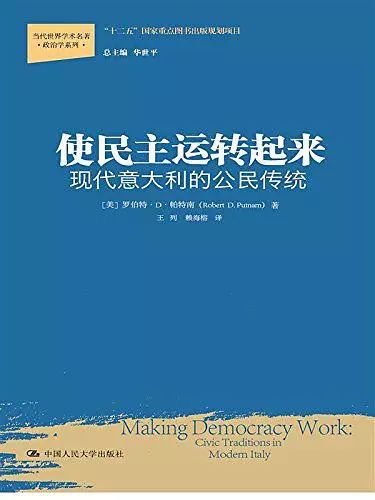 当代世界学术名著
·政治学系列
“十二五”国家重点图书出版规划项目
总主编 华世平
使民主运转起来
现代意大利的公民传统
［美］罗伯特·D·帕特南（Robert D. Putnam） 著
王列 赖海榕 译
Making Democracy Work:
Civic Traditions in
Modern Italy
中国人民大学出版社